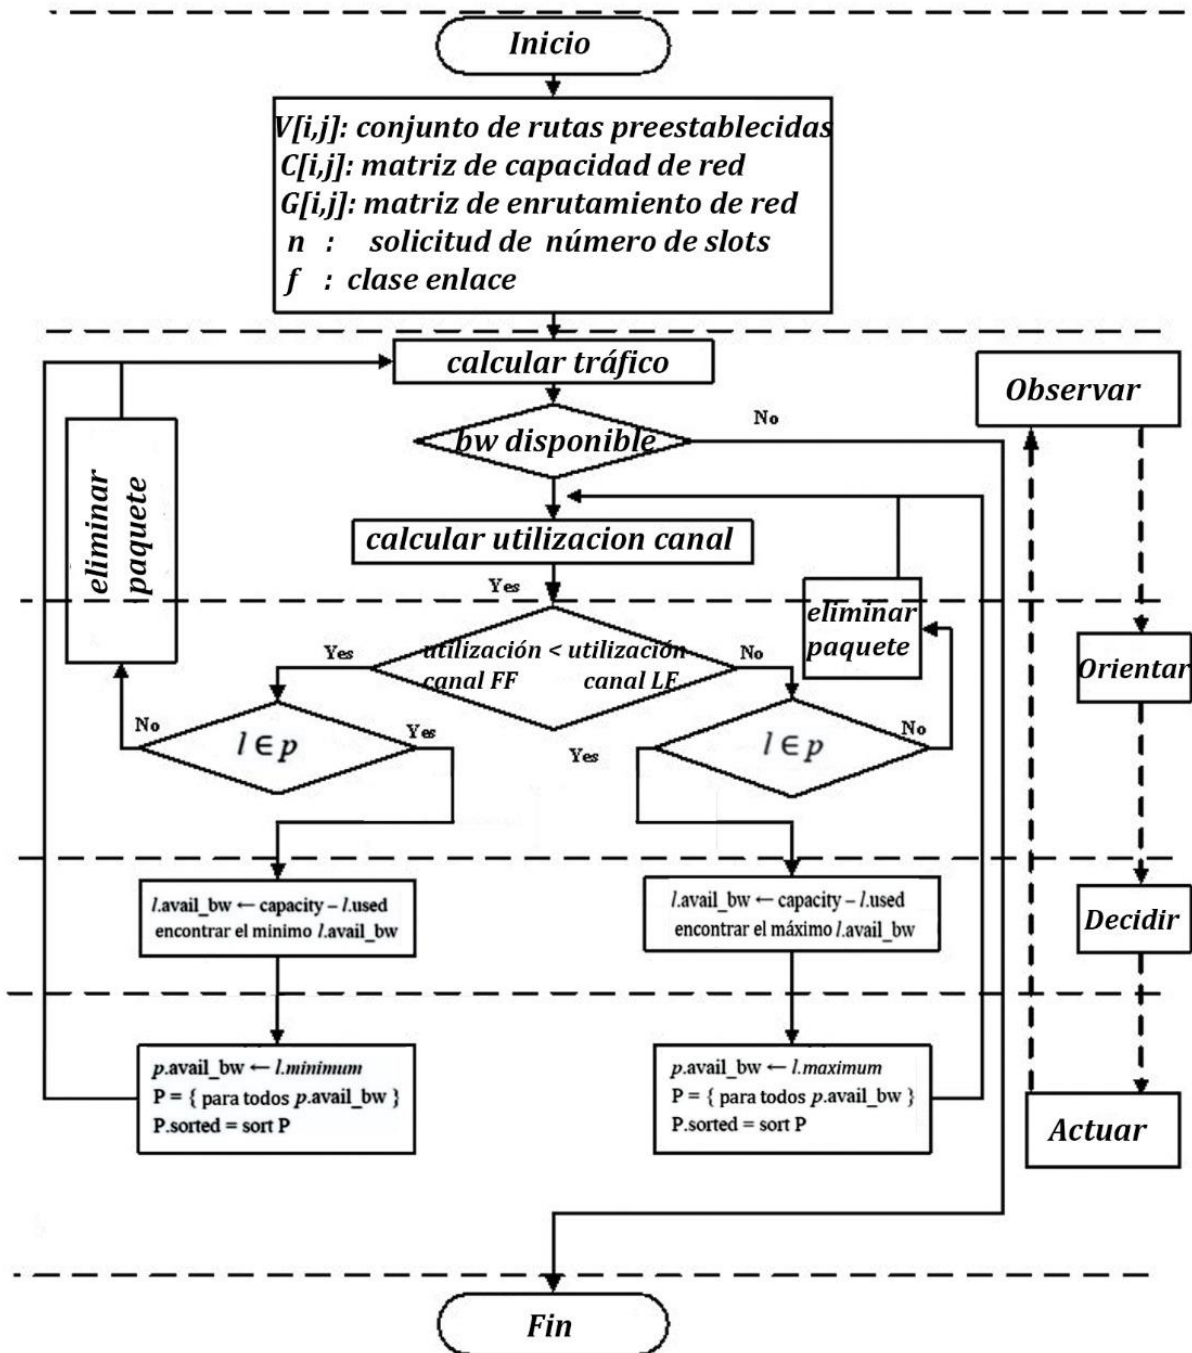 Inicio
V[i,j]: conjunto de rutas preestablecidas
C[i,j]: matriz de capacidad de red
G[i,j]: matriz de enrutamiento de red
n : solicitud de número de slots
f : clase enlace
calcular tráfico
Observar
bw disponible
No
eliminar
paquete
calcular utilizacion canal
Yes
eliminar
paquete
Yes
utilización < utilización
canal FF canal LF
No
Orientar
No
l ∈ p
Yes
Yes
l ∈ p
No
l.avail_bw ← capacity – l.used
encontrar el minimo l.avail_bw
l.avail_bw ← capacity – l.used
encontrar el máximo l.avail_bw
Decidir
p.avail_bw ← l.minimum
P = { para todos p.avail_bw }
P.sorted = sort P
p.avail_bw ← l.maximum
P = { para todos p.avail_bw }
P.sorted = sort P
Actuar
Fin